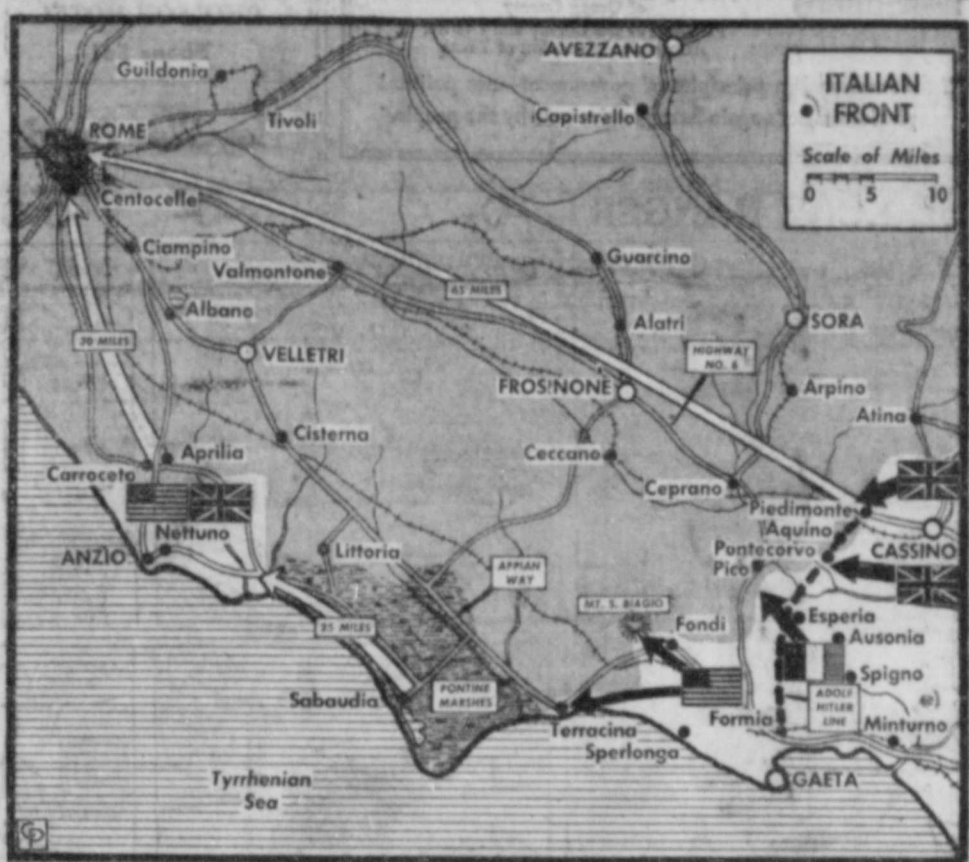 AVEZZANO
Guildonia
ITALIAN
FRONT
Capistrello
Tivoli
ROME
Scale of Miles
0 5 10
Centocelle
Ciampino
Guarcino
Valmontone
45 MILES
Albano
Alatri
SORA
30 MILES
HIGHWAY
NO. 6
VELLETRI
FROSINONE
Arpino
Atina
Cisterna
Ceccano
Aprilia
Carroceto
Ceprano
Piedimonte
Nettuno
Aquino
CASSINO
ANZIO
Littoria
Pontecorvo
Pico
APPIAN
WAY
MT. S. BIAGIO
Esperia
25 MILES
Fondi
Ausonia
Spigno
Sabaudia
PONTINE
MARSHES
ADOLF
HITLER
LINE
Formia
Minturno
Terracina
Sperlonga
GAETA
Tyrrhenian
Sea
CP